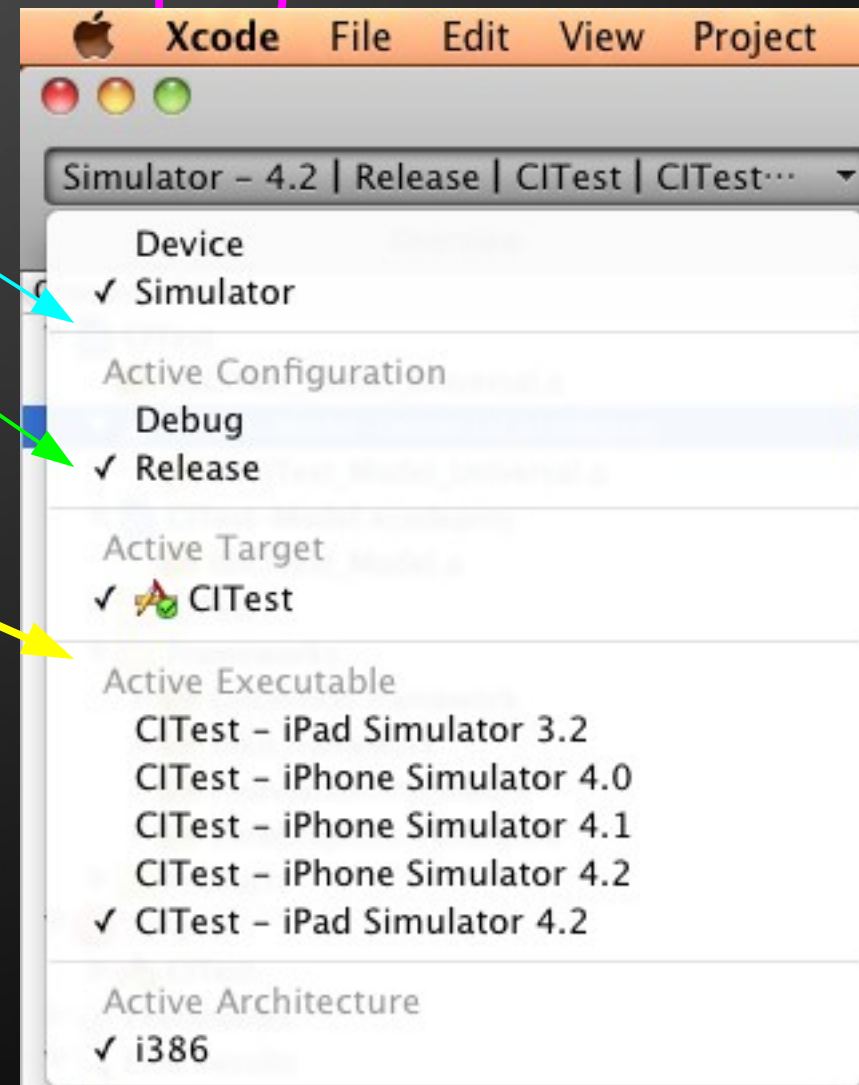 Xcode File Edit View Project
Simulator – 4.2 | Release | CITest | CITest···
Device
✓ Simulator
Active Configuration
Debug
✓ Release
Active Target
✓ CITest
Active Executable
CITest – iPad Simulator 3.2
CITest – iPhone Simulator 4.0
CITest – iPhone Simulator 4.1
CITest – iPhone Simulator 4.2
✓ CITest – iPad Simulator 4.2
Active Architecture
✓ i386